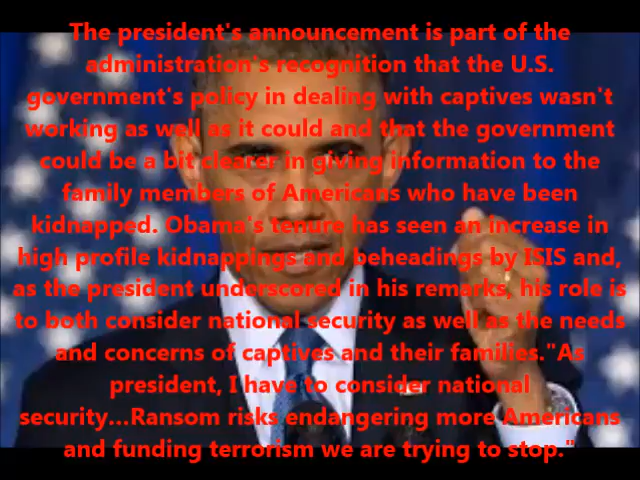 The president's announcement is part of the
administration's recognition that the U.S.
government's policy in dealing with captives wasn't
working as well as it could and that the government
could be a bit clearer in giving information to the
family members of Americans who have been
kidnapped. Obama's tenure has seen an increase in
high profile kidnappings and beheadings by ISIS and,
as the president underscored in his remarks, his role is
to both consider national security as well as the needs
and concerns of captives and their families."As
president, I have to consider national
security...Ransom risks endangering more Americans
and funding terrorism we are trying to stop."